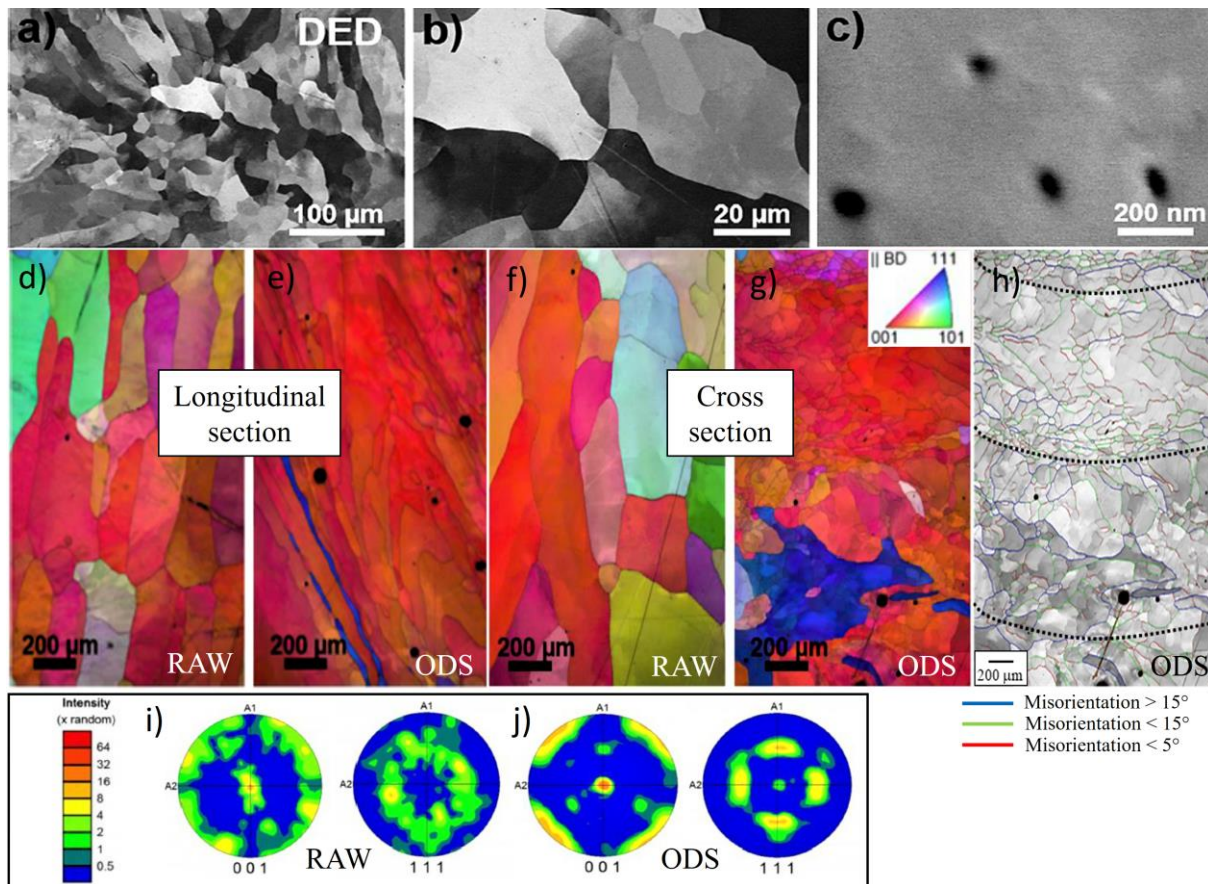 a)
DED
100 µm
b)
20 µm
c)
200 nm
d)
e)
f)
g)
|| BD 111
001 101
h)
Longitudinal
section
Cross
section
200 µm
RAW
200 µm
ODS
200 µm
RAW
200 µm
ODS
200 µm
ODS
Misorientation > 15°
Misorientation < 15°
Misorientation < 5°
Intensity
(x random)
64
32
16
8
4
2
1
0.5
i)
A1
A2
0 0 1
RAW
A1
A2
1 1 1
j)
A1
A2
0 0 1
ODS
A1
A2
1 1 1